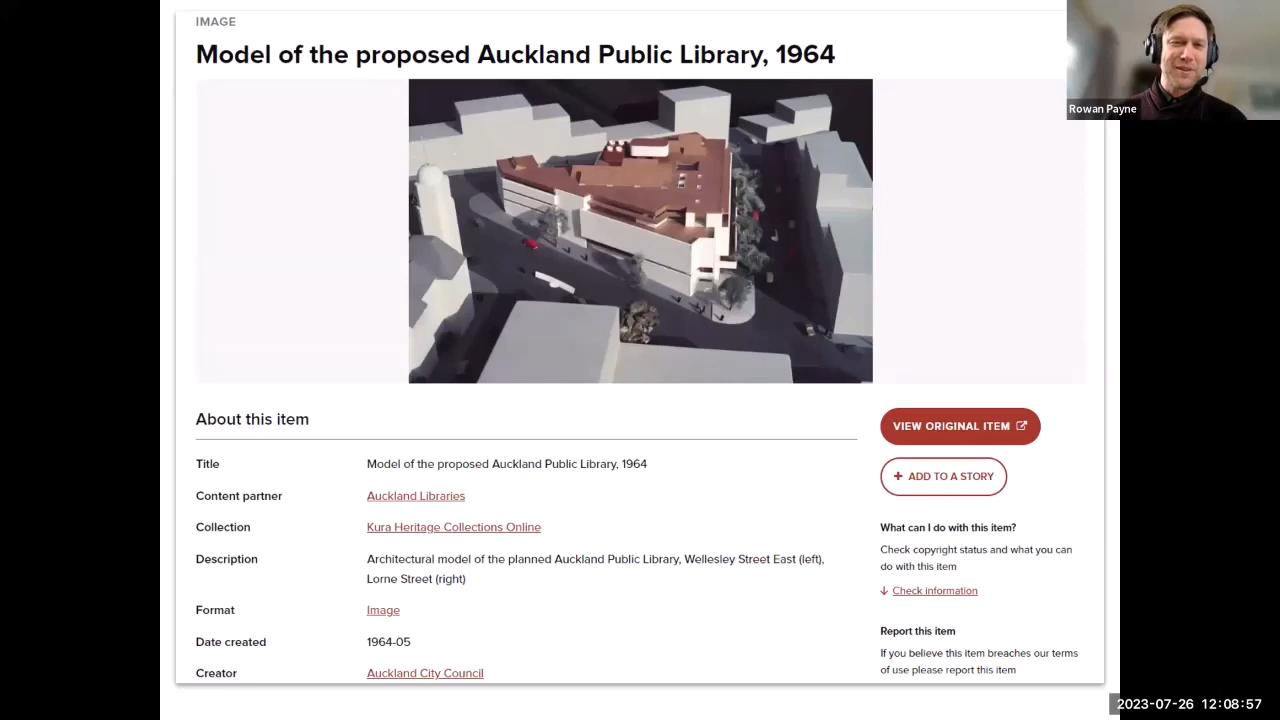 IMAGE
Model of the proposed Auckland Public Library, 1964
Rowan Payne
About this item
Title
Model of the proposed Auckland Public Library, 1964
Content partner
Auckland Libraries
Collection
Kura Heritage Collections Online
Description
Architectural model of the planned Auckland Public Library, Wellesley Street East (left),
Lorne Street (right)
Format
Image
Date created
1964-05
Creator
Auckland City Council
VIEW ORIGINAL ITEM
+ ADD TO A STORY
What can I do with this item?
Check copyright status and what you can
do with this item
↓ Check information
Report this item
If you believe this item breaches our terms
of use please report this item
2023-07-26 12:08:57